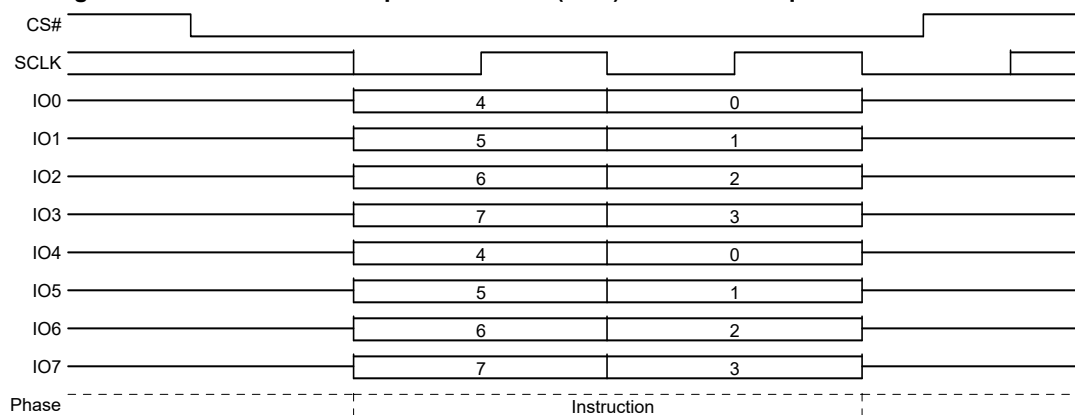 CS#
SCLK
IO0 4 0
IO1 5 1
IO2 6 2
IO3 7 3
IO4 4 0
IO5 5 1
IO6 6 2
IO7 7 3
Phase Instruction